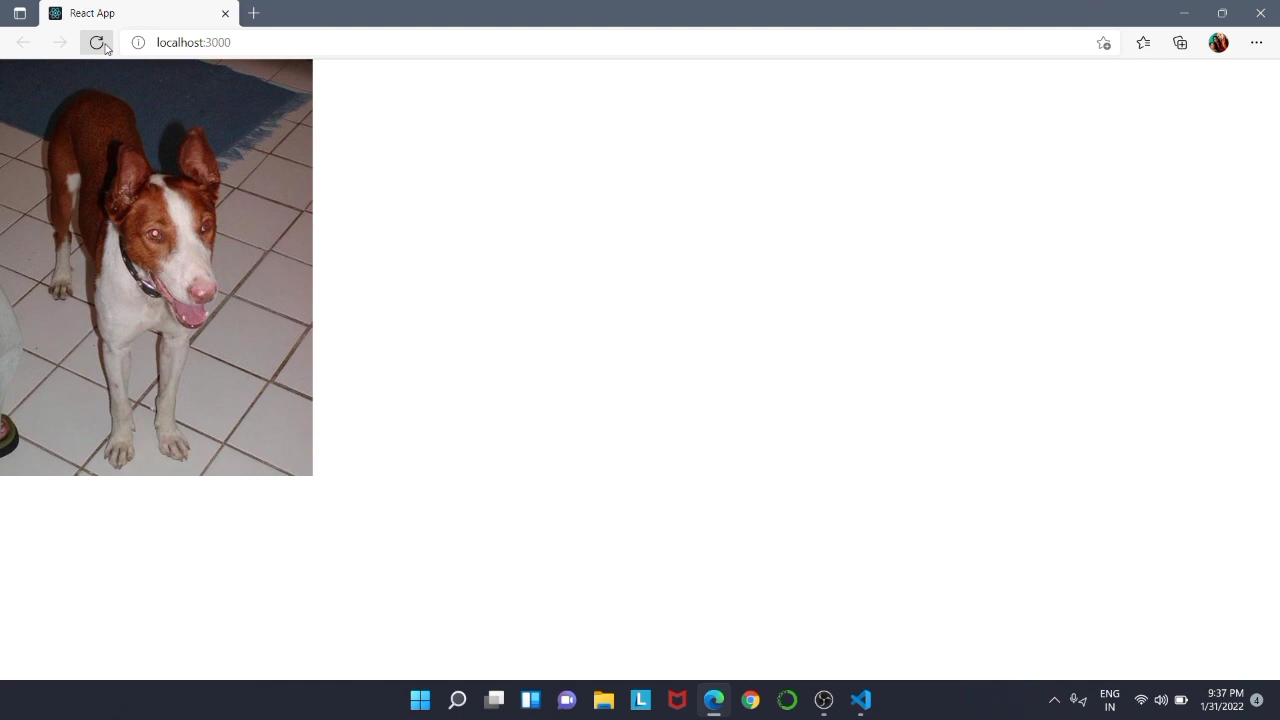 React App
localhost:3000
L
ENG
IN
9:37 PM
1/31/2022
4